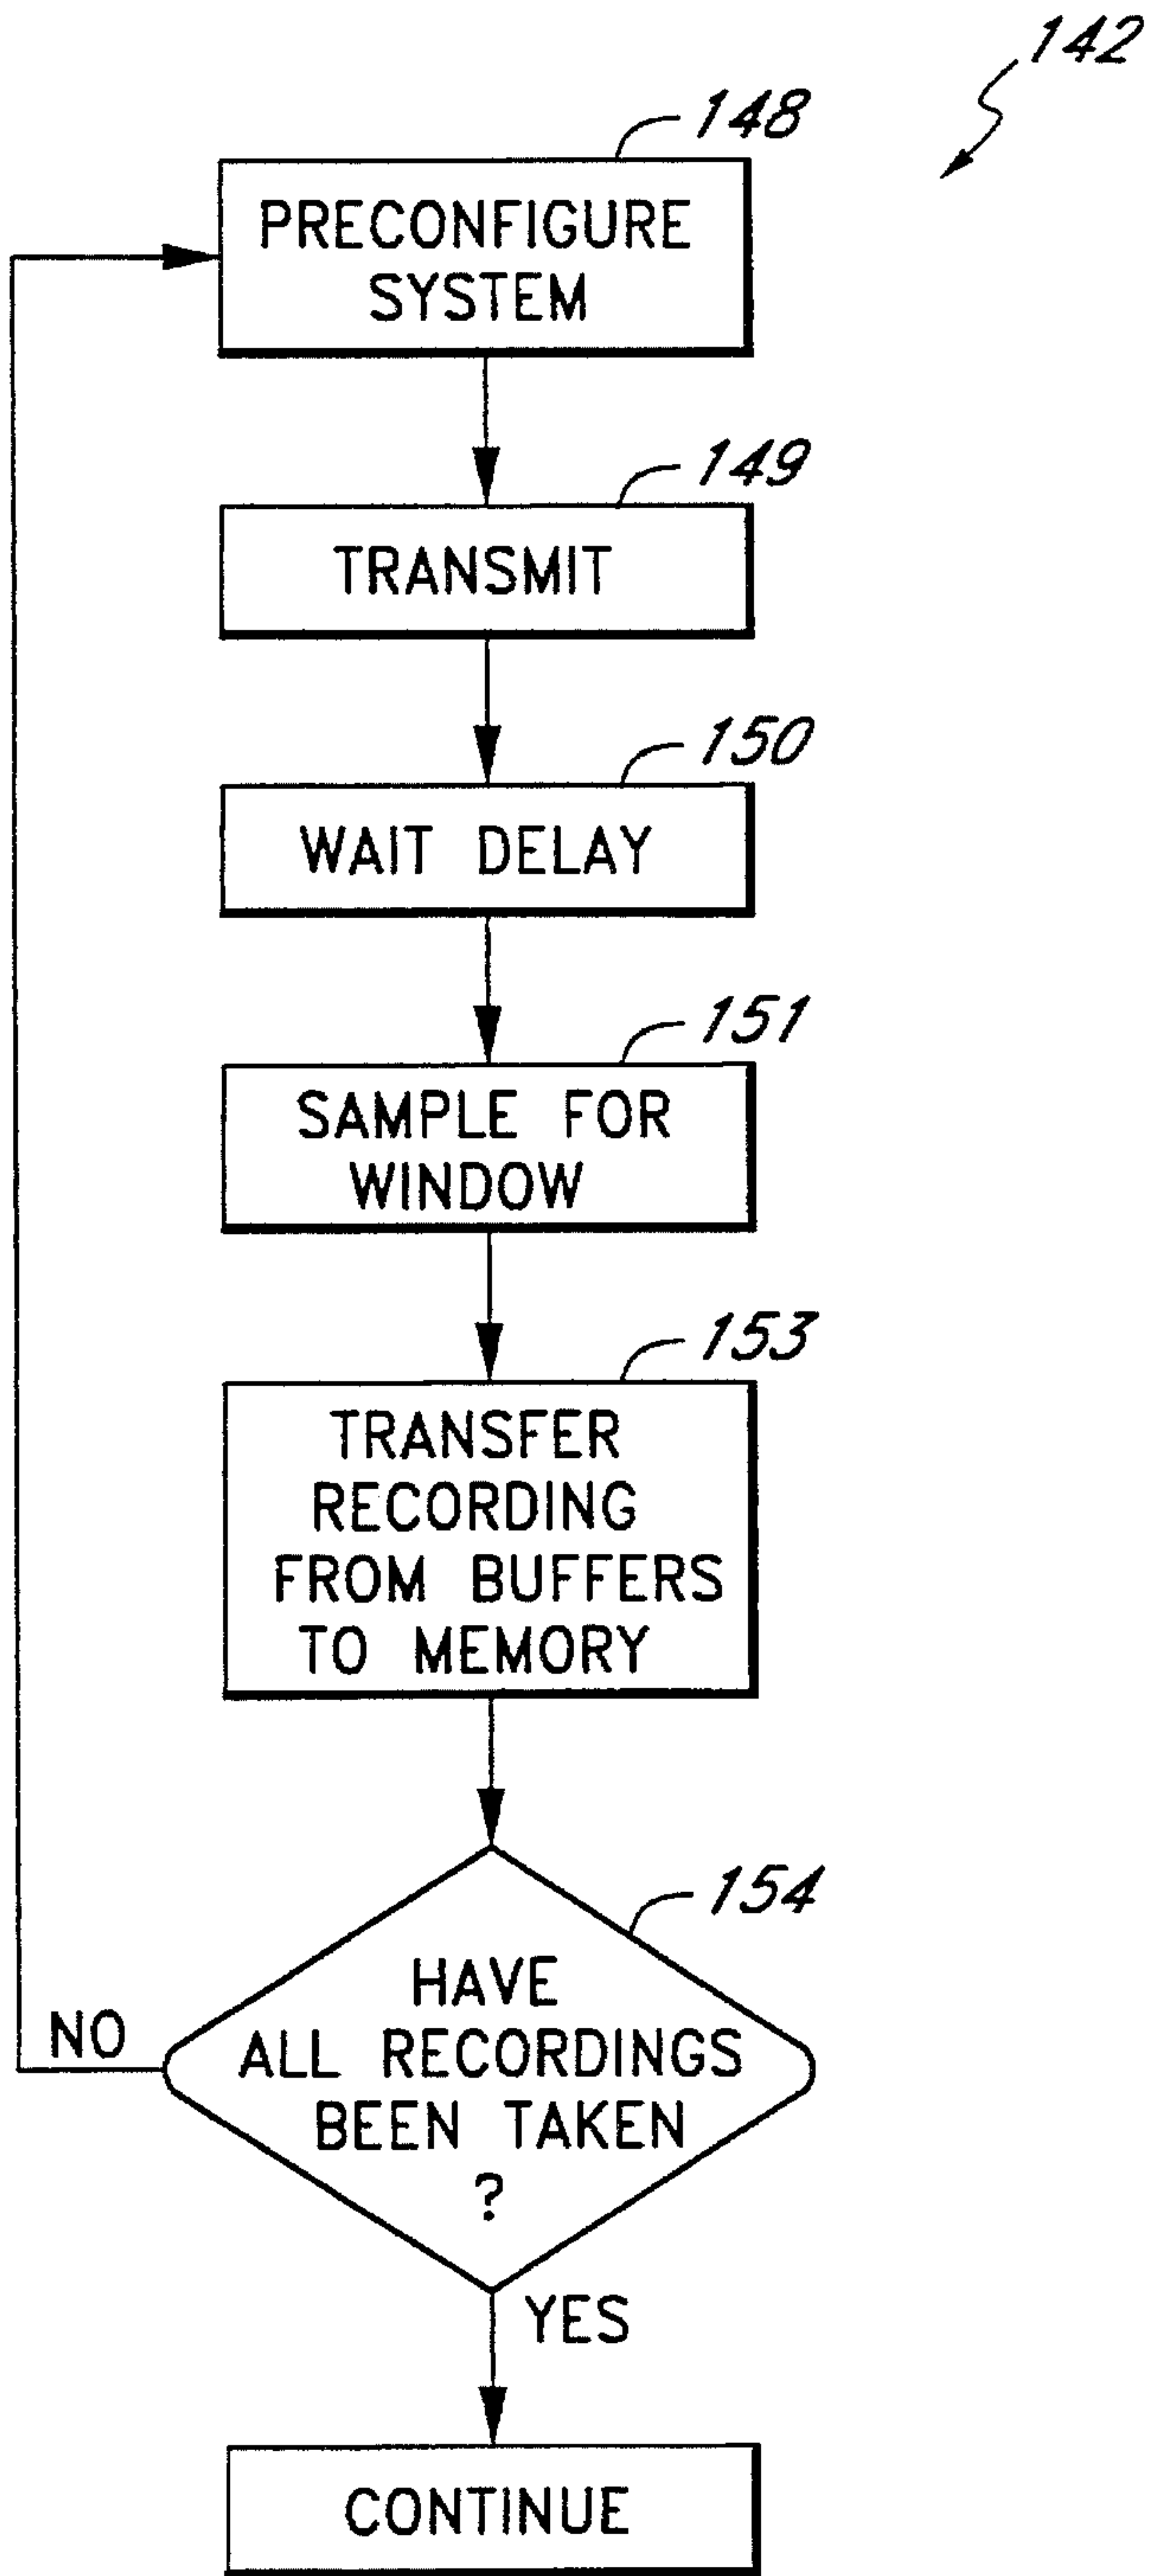 142
148
PRECONFIGURE
SYSTEM
149
TRANSMIT
150
WAIT DELAY
151
SAMPLE FOR
WINDOW
153
TRANSFER
RECORDING
FROM BUFFERS
TO MEMORY
154
HAVE
ALL RECORDINGS
BEEN TAKEN
?
NO
YES
CONTINUE